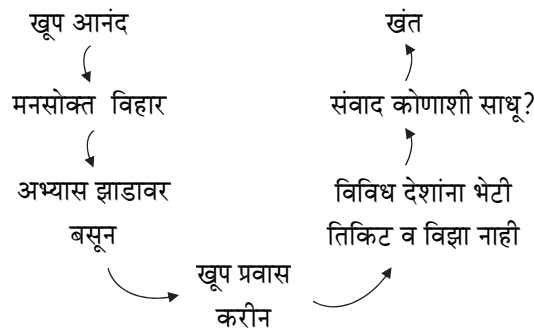 खूप आनंद
मनसोक्त विहार
अभ्यास झाडावर
बसून
खूप प्रवास
करीन
विविध देशांना भेटी
तिकिट व विझा नाही
संवाद कोणाशी साधू?
खंत